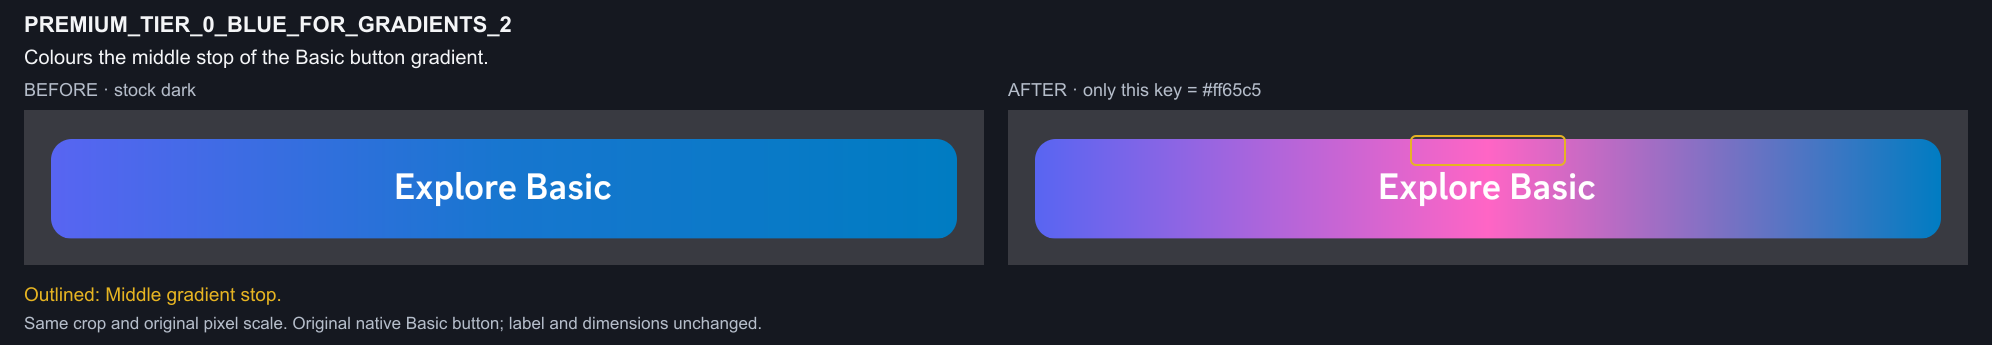 PREMIUM_TIER_0_BLUE_FOR_GRADIENTS_2
Colours the middle stop of the Basic button gradient.
BEFORE · stock dark
AFTER · only this key = #ff65c5
Explore Basic
Explore Basic
Outlined: Middle gradient stop.
Same crop and original pixel scale. Original native Basic button; label and dimensions unchanged.